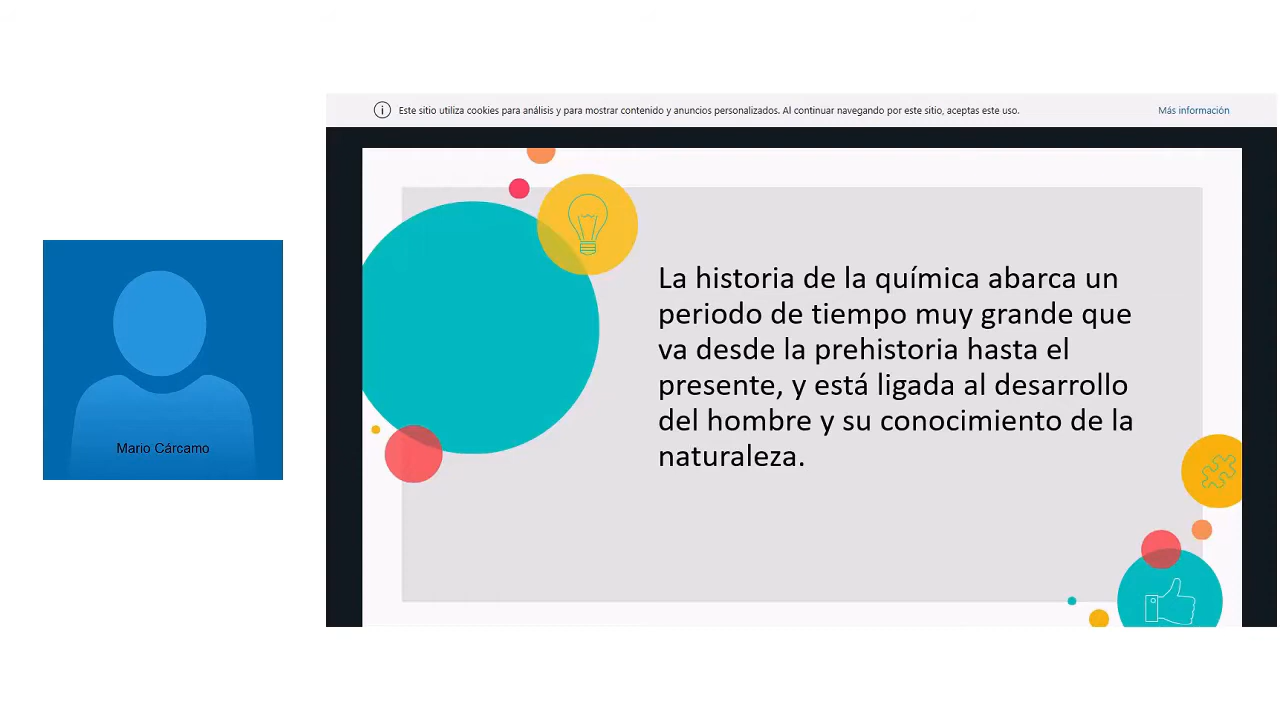 Este sitio utiliza cookies para análisis y para mostrar contenido y anuncios personalizados. Al continuar navegando por este sitio, aceptas este uso.
Más información
La historia de la química abarca un
periodo de tiempo muy grande que
va desde la prehistoria hasta el
presente, y está ligada al desarrollo
del hombre y su conocimiento de la
naturaleza.
Mario Cárcamo